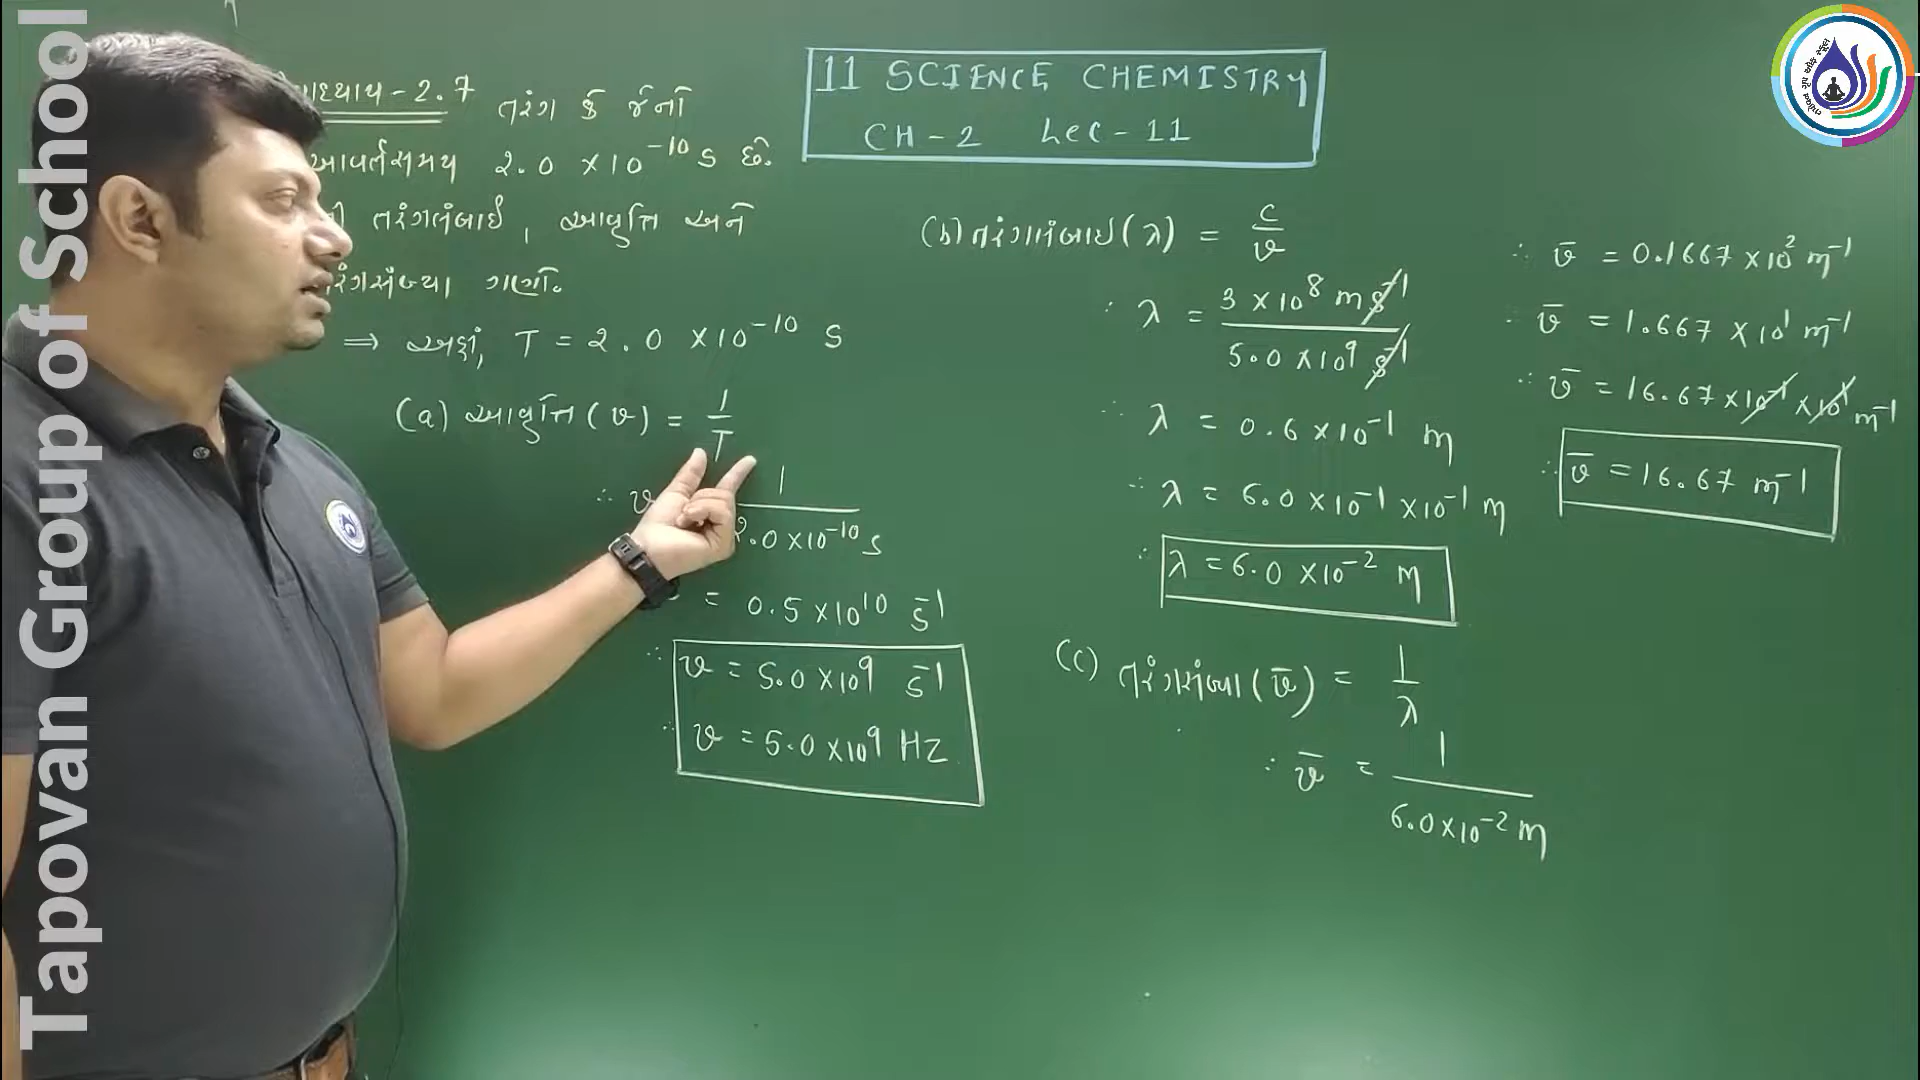 Tapovan Group of School
11 SCIENCE CHEMISTRY
CH-2 Lec-11
2.7 તરંગ કે જેનો
આવર્તસમય 2.0 ×10⁻¹⁰ s છે.
તરંગલંબાઇ, આવૃત્તિ અને
ગણો.
⇒ અહીં, T = 2.0 ×10⁻¹⁰ s
(a) આવૃત્તિ (ν) = 1/T
∴ ν 1
2.0×10⁻¹⁰ s
= 0.5×10¹⁰ s⁻¹
∴ ν = 5.0×10⁹ s⁻¹
∴ ν = 5.0×10⁹ Hz
(b) તરંગલંબાઇ (λ) = c/ν
∴ λ = 3×10⁸ ms⁻¹ / 5.0×10⁹ s⁻¹
∴ λ = 0.6×10⁻¹ m
∴ λ = 6.0×10⁻¹×10⁻¹ m
∴ λ = 6.0×10⁻² m
(c) તરંગસંખ્યા (ν̄) = 1/λ
∴ ν̄ = 1 / 6.0×10⁻² m
∴ ν̄ = 0.1667×10² m⁻¹
∴ ν̄ = 1.667×10¹ m⁻¹
∴ ν̄ = 16.67×10⁻¹×10¹ m⁻¹
∴ ν̄ = 16.67 m⁻¹